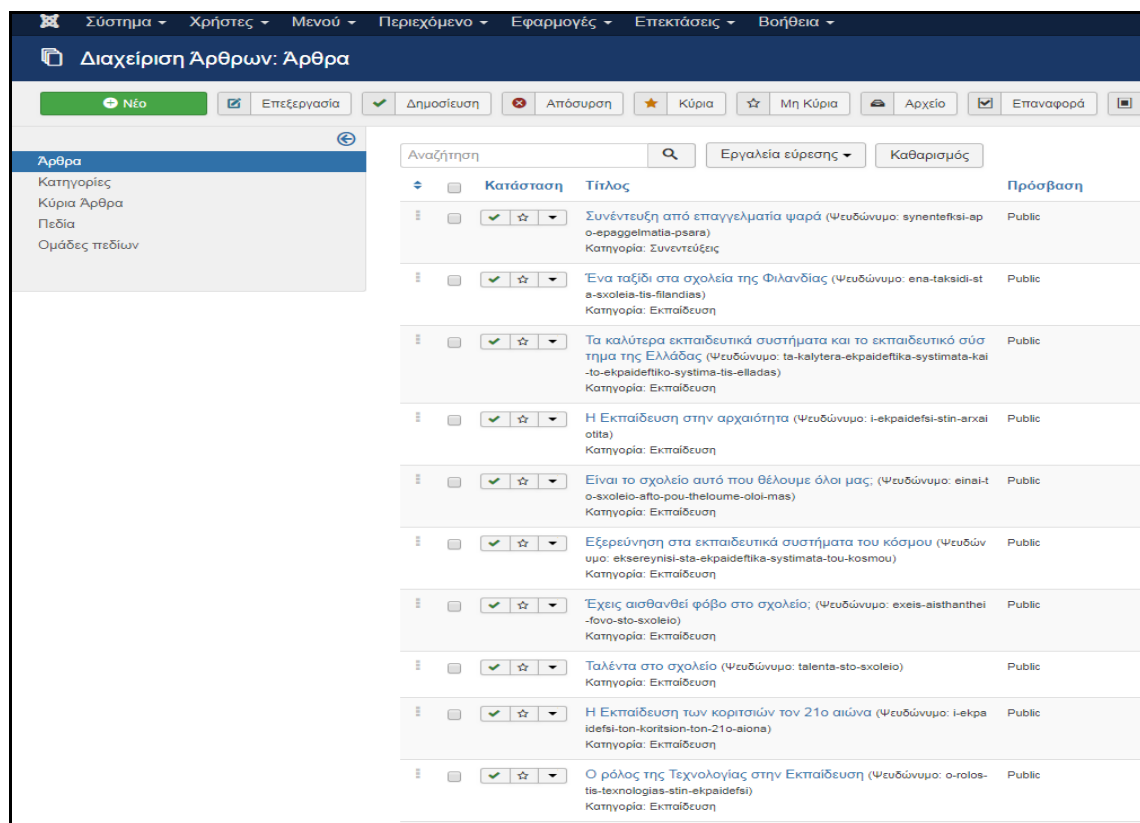 Σύστημα Χρήστες Μενού Περιεχόμενο Εφαρμογές Επεκτάσεις Βοήθεια
Διαχείριση Άρθρων: Άρθρα
Νέο Επεξεργασία Δημοσίευση Απόσυρση Κύρια Μη Κύρια Αρχείο Επαναφορά
Άρθρα
Κατηγορίες
Κύρια Άρθρα
Πεδία
Ομάδες πεδίων
Αναζήτηση Εργαλεία εύρεσης Καθαρισμός
Κατάσταση Τίτλος Πρόσβαση
Συνέντευξη από επαγγελματία ψαρά (Ψευδώνυμο: synentefksi-ap Public
o-epaggelmatia-psara)
Κατηγορία: Συνεντεύξεις
Ένα ταξίδι στα σχολεία της Φιλανδίας (Ψευδώνυμο: ena-taksidi-st Public
a-sxoleia-tis-filandias)
Κατηγορία: Εκπαίδευση
Τα καλύτερα εκπαιδευτικά συστήματα και το εκπαιδευτικό σύσ Public
τημα της Ελλάδας (Ψευδώνυμο: ta-kalytera-ekpaideftika-systimata-kai
-to-ekpaideftiko-systima-tis-elladas)
Κατηγορία: Εκπαίδευση
Η Εκπαίδευση στην αρχαιότητα (Ψευδώνυμο: i-ekpaidefsi-stin-arxai Public
otita)
Κατηγορία: Εκπαίδευση
Είναι το σχολείο αυτό που θέλουμε όλοι μας; (Ψευδώνυμο: einai-t Public
o-sxoleio-afto-pou-theloume-oloi-mas)
Κατηγορία: Εκπαίδευση
Εξερεύνηση στα εκπαιδευτικά συστήματα του κόσμου (Ψευδών Public
υμο: eksereynisi-sta-ekpaideftika-systimata-tou-kosmou)
Κατηγορία: Εκπαίδευση
Έχεις αισθανθεί φόβο στο σχολείο; (Ψευδώνυμο: exeis-aisthanthei Public
-fovo-sto-sxoleio)
Κατηγορία: Εκπαίδευση
Ταλέντα στο σχολείο (Ψευδώνυμο: talenta-sto-sxoleio) Public
Κατηγορία: Εκπαίδευση
Η Εκπαίδευση των κοριτσιών τον 21ο αιώνα (Ψευδώνυμο: i-ekpa Public
idefsi-ton-koritsion-ton-21o-aiona)
Κατηγορία: Εκπαίδευση
Ο ρόλος της Τεχνολογίας στην Εκπαίδευση (Ψευδώνυμο: o-rolos- Public
tis-texnologias-stin-ekpaidefsi)
Κατηγορία: Εκπαίδευση